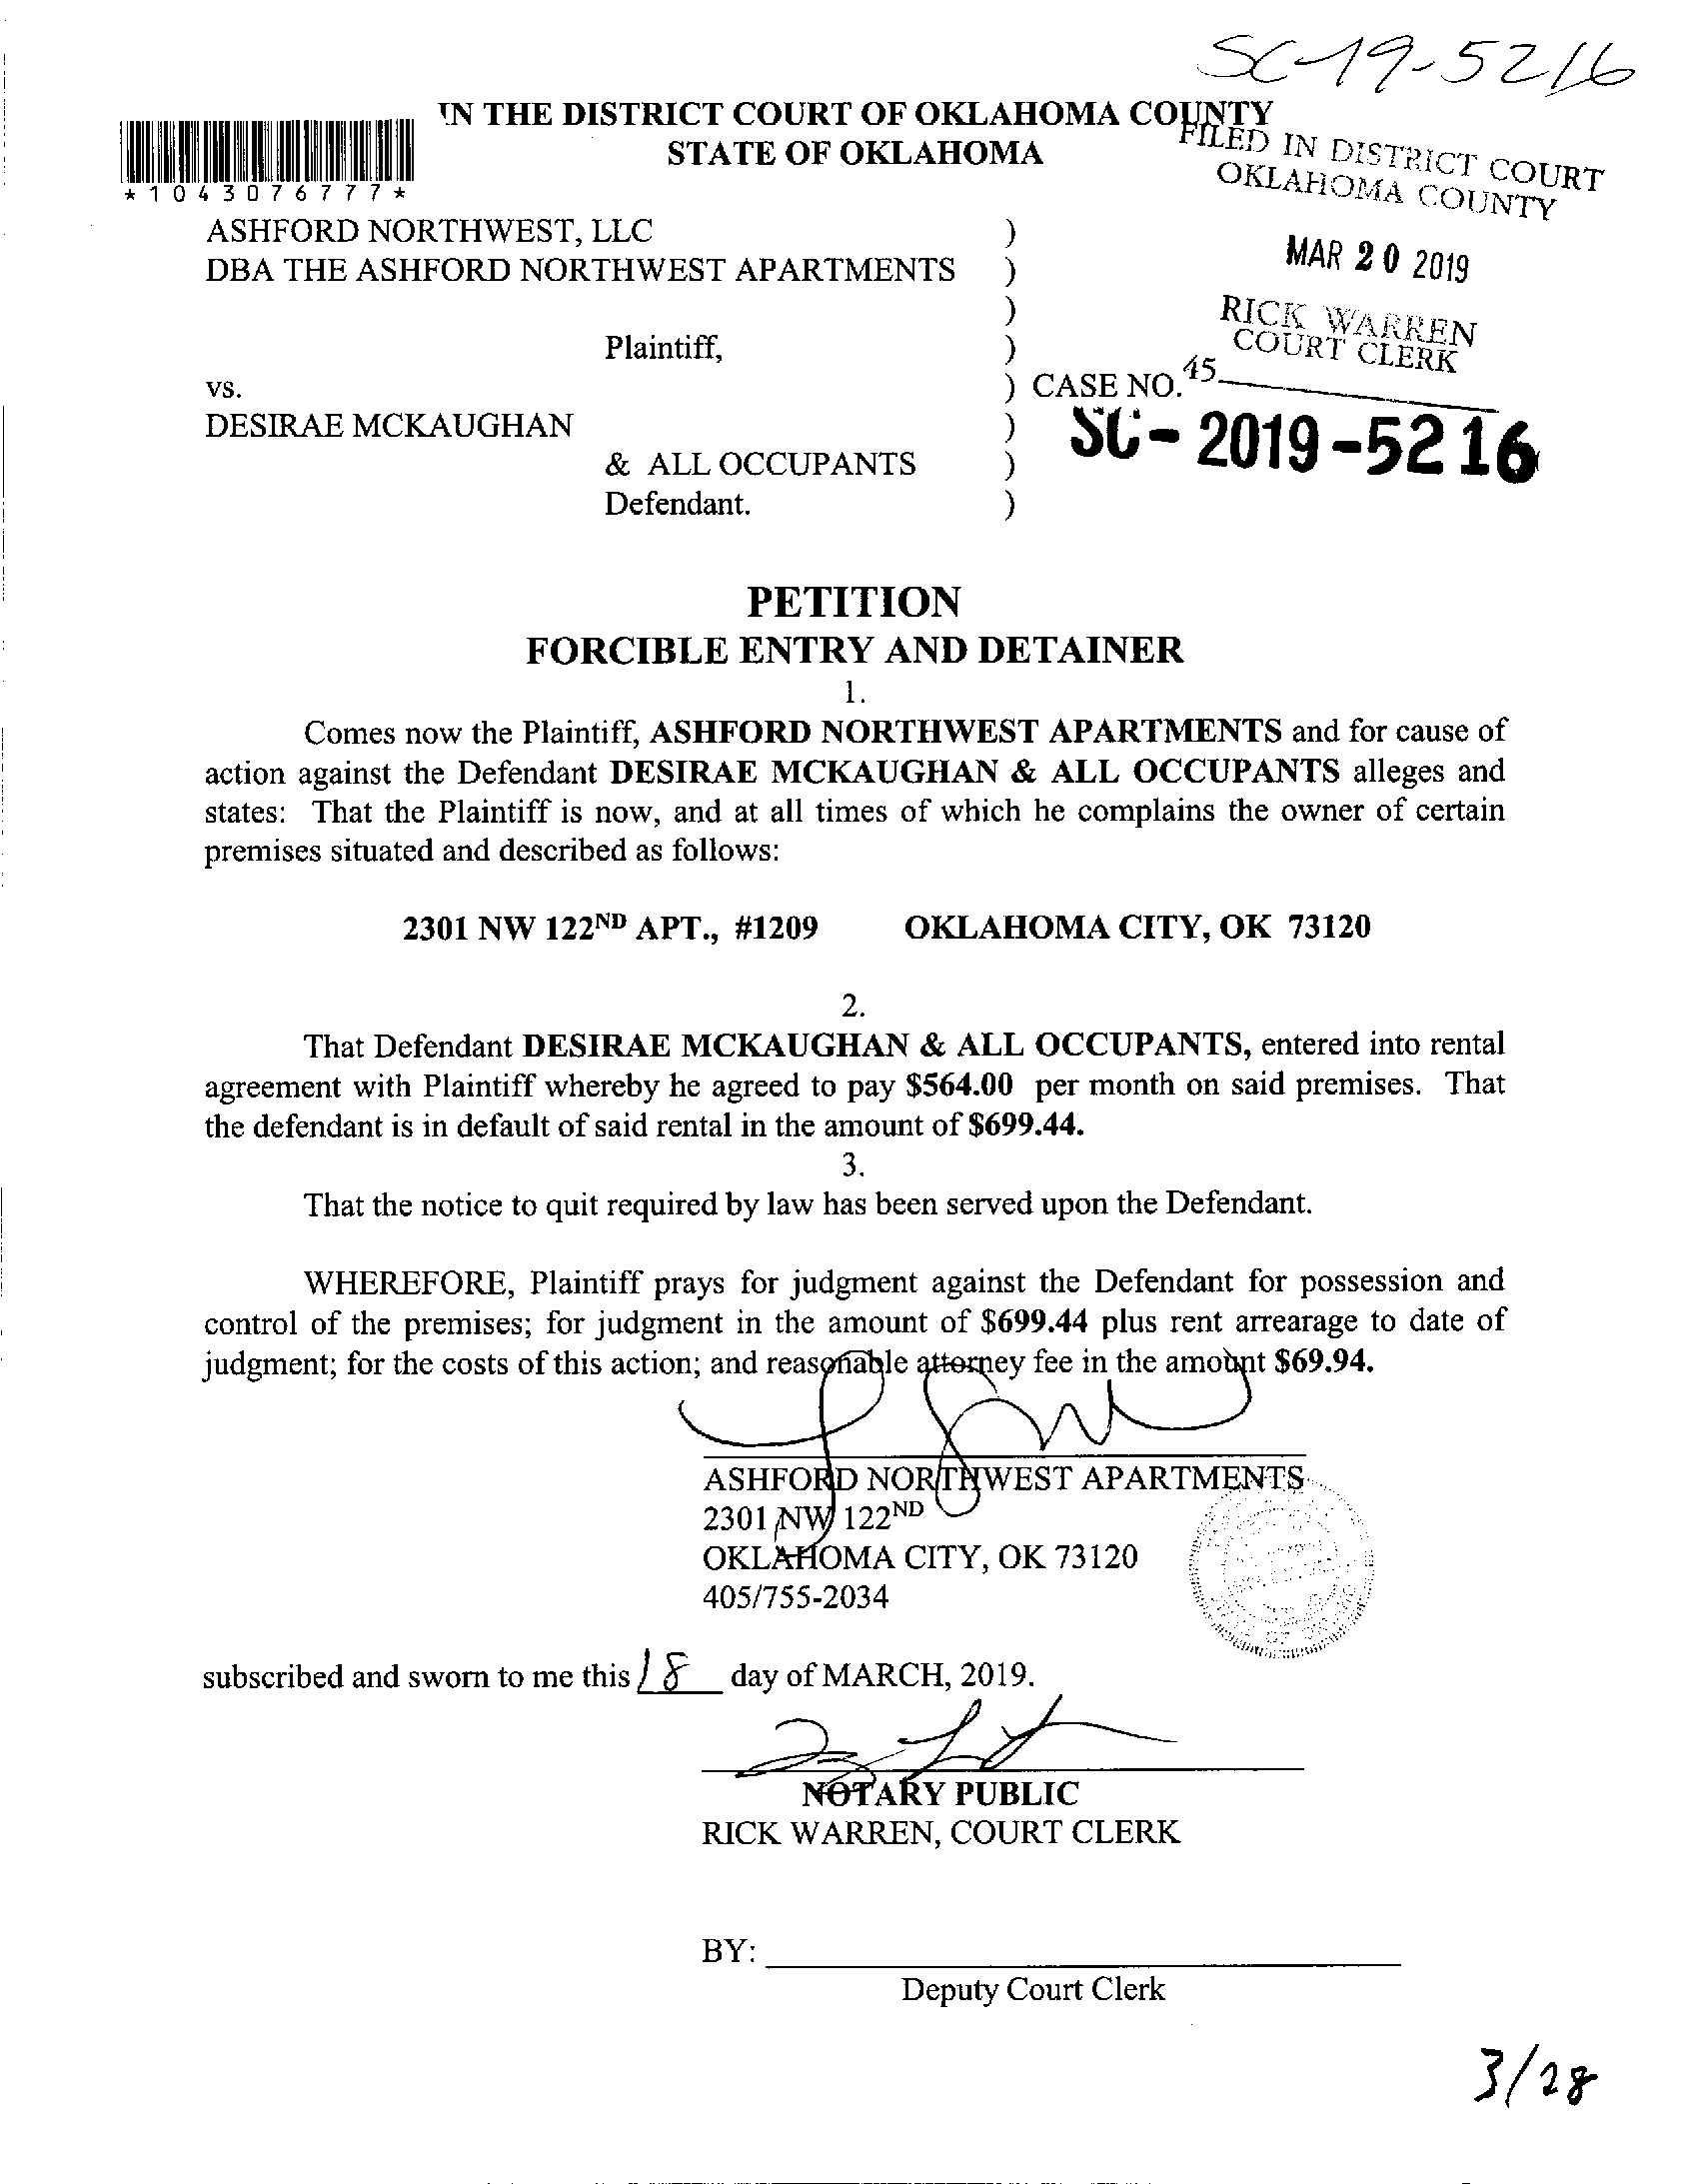 SC-19-5216
IN THE DISTRICT COURT OF OKLAHOMA COUNTY
STATE OF OKLAHOMA
FILED IN DISTRICT COURT
OKLAHOMA COUNTY
*1043076777*
MAR 20 2019
RICK WARREN
COURT CLERK
45
ASHFORD NORTHWEST, LLC )
DBA THE ASHFORD NORTHWEST APARTMENTS )
)
Plaintiff, )
vs. ) CASE NO.
DESIRAE MCKAUGHAN ) SC-2019-5216
& ALL OCCUPANTS )
Defendant. )
PETITION
FORCIBLE ENTRY AND DETAINER
1.
Comes now the Plaintiff, ASHFORD NORTHWEST APARTMENTS and for cause of
action against the Defendant DESIRAE MCKAUGHAN & ALL OCCUPANTS alleges and
states: That the Plaintiff is now, and at all times of which he complains the owner of certain
premises situated and described as follows:
2301 NW 122ND APT., #1209 OKLAHOMA CITY, OK 73120
2.
That Defendant DESIRAE MCKAUGHAN & ALL OCCUPANTS, entered into rental
agreement with Plaintiff whereby he agreed to pay $564.00 per month on said premises. That
the defendant is in default of said rental in the amount of $699.44.
3.
That the notice to quit required by law has been served upon the Defendant.
WHEREFORE, Plaintiff prays for judgment against the Defendant for possession and
control of the premises; for judgment in the amount of $699.44 plus rent arrearage to date of
judgment; for the costs of this action; and reasonable attorney fee in the amount $69.94.
ASHFORD NORTHWEST APARTMENTS
2301 NW 122ND
OKLAHOMA CITY, OK 73120
405/755-2034
subscribed and sworn to me this 18 day of MARCH, 2019.
NOTARY PUBLIC
RICK WARREN, COURT CLERK
BY:
Deputy Court Clerk
3/28